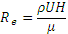 R_e = ρUH / μ